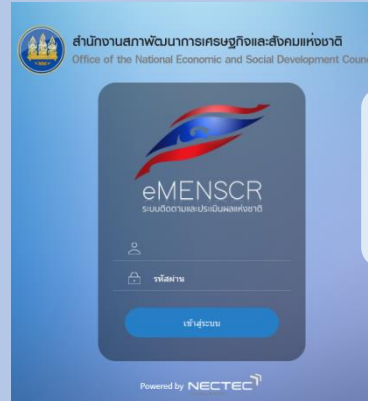 สำนักงานสภาพัฒนาการเศรษฐกิจและสังคมแห่งชาติ
Office of the National Economic and Social Development Coun
eMENSCR
ระบบติดตามและประเมินผลแห่งชาติ
รหัสผ่าน
เข้าสู่ระบบ
Powered by NECTEC